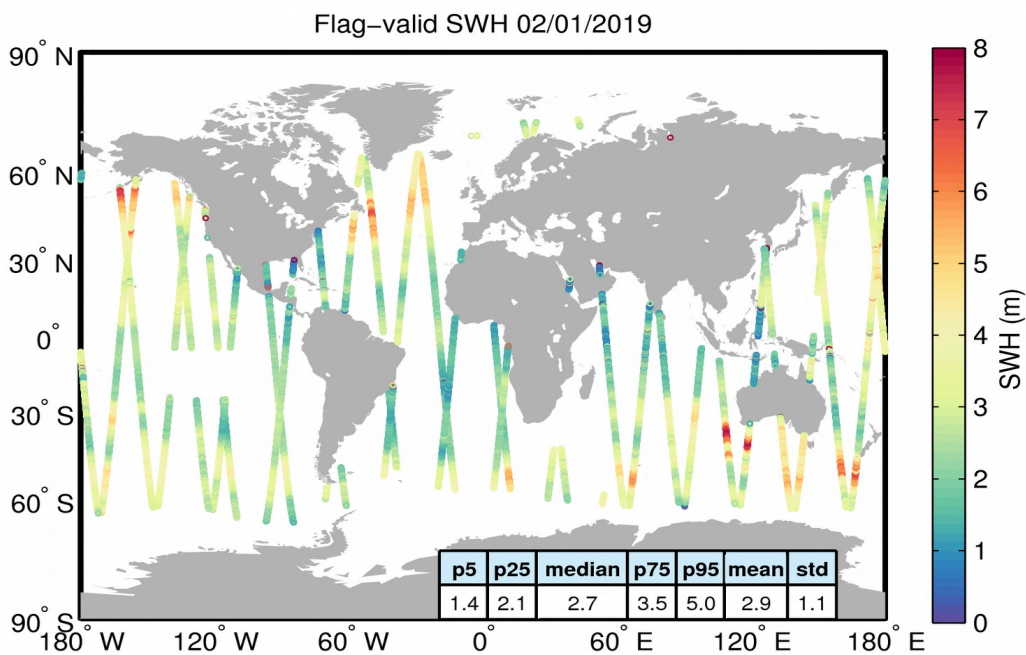 Flag−valid SWH 02/01/2019
90° N
60° N
30° N
0°
30° S
60° S
90° S
180° W
120° W
60° W
0°
60° E
120° E
180° E
p5 p25 median p75 p95 mean std
1.4 2.1 2.7 3.5 5.0 2.9 1.1
8
7
6
5
4
3
2
1
0
SWH (m)